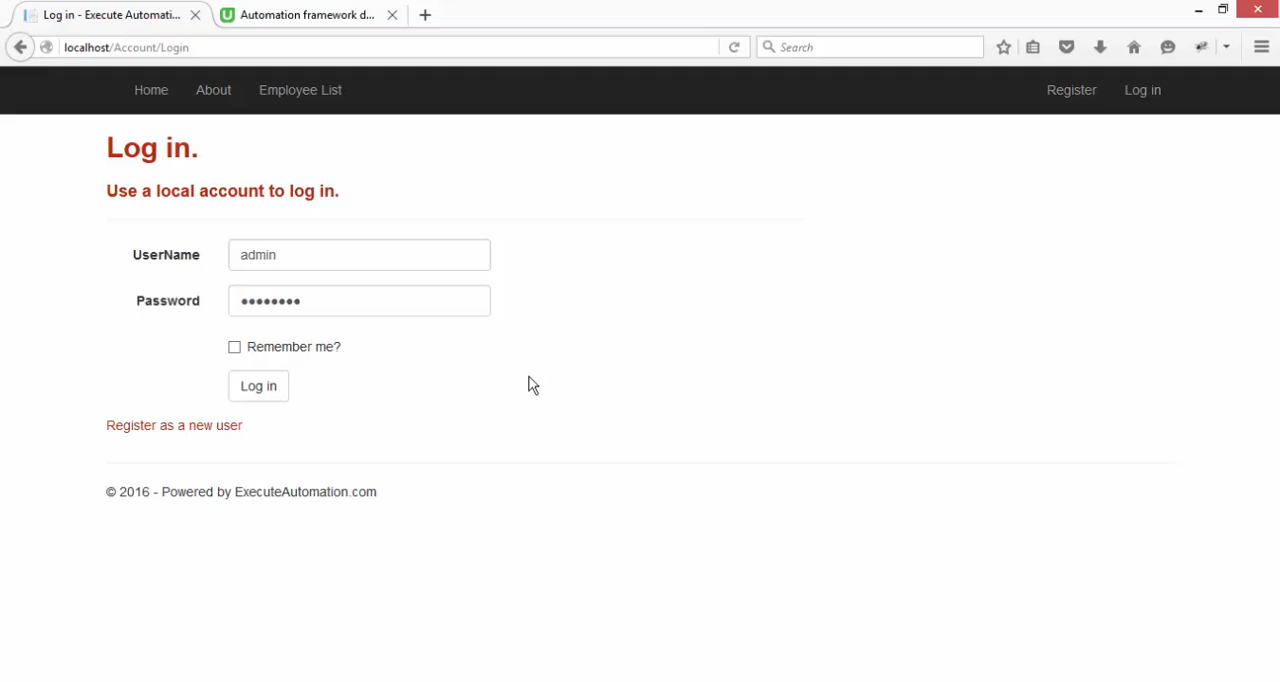 Log in - Execute Automati...
Automation framework d...
localhost/Account/Login
Search
Home About Employee List Register Log in
Log in.
Use a local account to log in.
UserName admin
Password ••••••••
Remember me?
Log in
Register as a new user
© 2016 - Powered by ExecuteAutomation.com